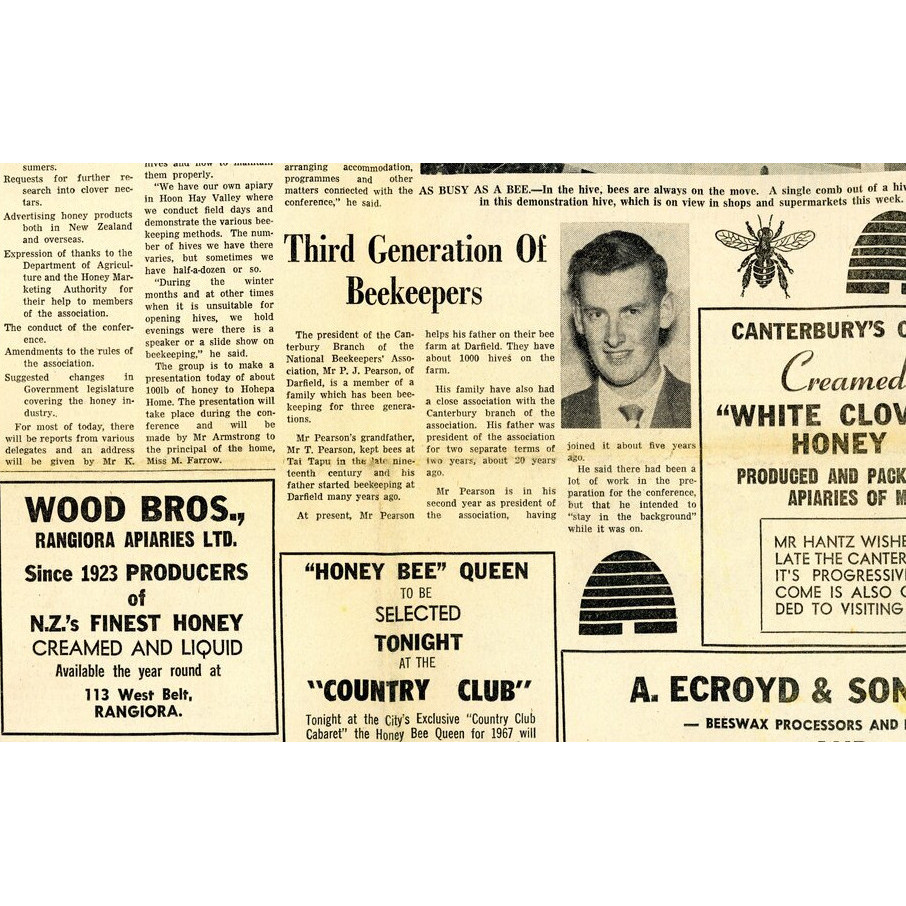 sumers.
Requests for further re-
search into clover nec-
tars.
Advertising honey products
both in New Zealand
and overseas.
Expression of thanks to the
Department of Agricul-
ture and the Honey Mar-
keting Authority for
their help to members
of the association.
The conduct of the confer-
ence.
Amendments to the rules of
the association.
Suggested changes in
Government legislature
covering the honey in-
dustry.
For most of today, there
will be reports from various
delegates and an address
will be given by Mr K.
hives and how to maintain
them properly.
"We have our own apiary
in Hoon Hay Valley where
we conduct field days and
demonstrate the various bee-
keeping methods. The num-
ber of hives we have there
varies, but sometimes we
have half-a-dozen or so.
"During the winter
months and at other times
when it is unsuitable for
opening hives, we hold
evenings were there is a
speaker or a slide show on
beekeeping," he said.
The group is to make a
presentation today of about
100lb of honey to Hohepa
Home. The presentation will
take place during the con-
ference and will be
made by Mr Armstrong to
the principal of the home,
Miss M. Farrow.
arranging accommodation,
programmes and other
matters connected with the
conference," he said.
AS BUSY AS A BEE.—In the hive, bees are always on the move. A single comb out of a hiv
in this demonstration hive, which is on view in shops and supermarkets this week.
Third Generation Of
Beekeepers
The president of the Can-
terbury Branch of the
National Beekeepers' Asso-
ciation, Mr P. J. Pearson, of
Darfield, is a member of a
family which has been bee-
keeping for three genera-
tions.
Mr Pearson's grandfather,
Mr T. Pearson, kept bees at
Tai Tapu in the late nine-
teenth century and his
father started beekeeping at
Darfield many years ago.
At present, Mr Pearson
helps his father on their bee
farm at Darfield. They have
about 1000 hives on the
farm.
His family have also had
a close association with the
Canterbury branch of the
association. His father was
president of the association
for two separate terms of
two years, about 20 years
ago.
Mr Pearson is in his
second year as president of
the association, having
joined it about five years
ago.
He said there had been a
lot of work in the pre-
paration for the conference,
but that he intended to
"stay in the background"
while it was on.
WOOD BROS.,
RANGIORA APIARIES LTD.
Since 1923 PRODUCERS
of
N.Z.'s FINEST HONEY
CREAMED AND LIQUID
Available the year round at
113 West Belt,
RANGIORA.
"HONEY BEE" QUEEN
TO BE
SELECTED
TONIGHT
AT THE
"COUNTRY CLUB"
Tonight at the City's Exclusive "Country Club
Cabaret" the Honey Bee Queen for 1967 will
CANTERBURY'S
Creamed
"WHITE CLOV
HONEY
PRODUCED AND PACK
APIARIES OF
MR HANTZ WISHE
LATE THE CANTER
IT'S PROGRESSIV
COME IS ALSO
DED TO VISITING
A. ECROYD & SON
— BEESWAX PROCESSORS AND